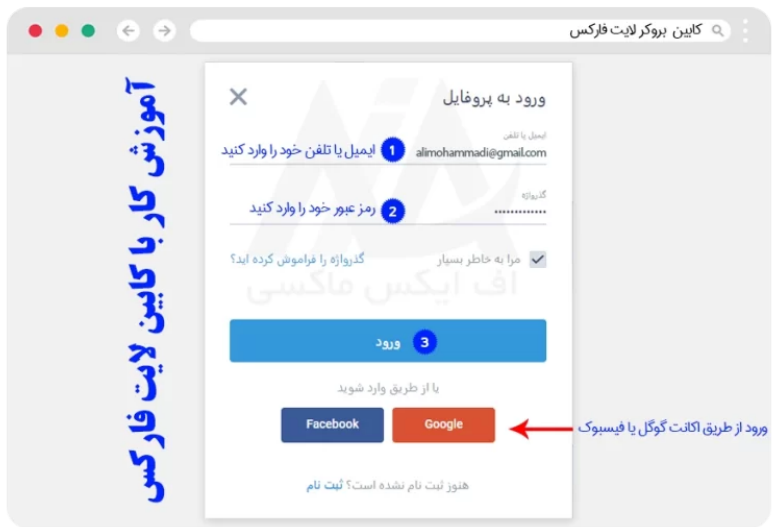 کابین بروکر لایت فارکس
آموزش کار با کابین لایت فارکس
ورود به پروفایل
ایمیل یا تلفن
alimohammadi@gmail.com
1 ایمیل یا تلفن خود را وارد کنید
گذرواژه
.............
2 رمز عبور خود را وارد کنید
مرا به خاطر بسپار
گذرواژه را فراموش کرده اید؟
اف ایکس ماکسی
3 ورود
یا از طریق وارد شوید
Google
Facebook
ورود از طریق اکانت گوگل یا فیسبوک
هنوز ثبت نام نشده است؟ ثبت نام